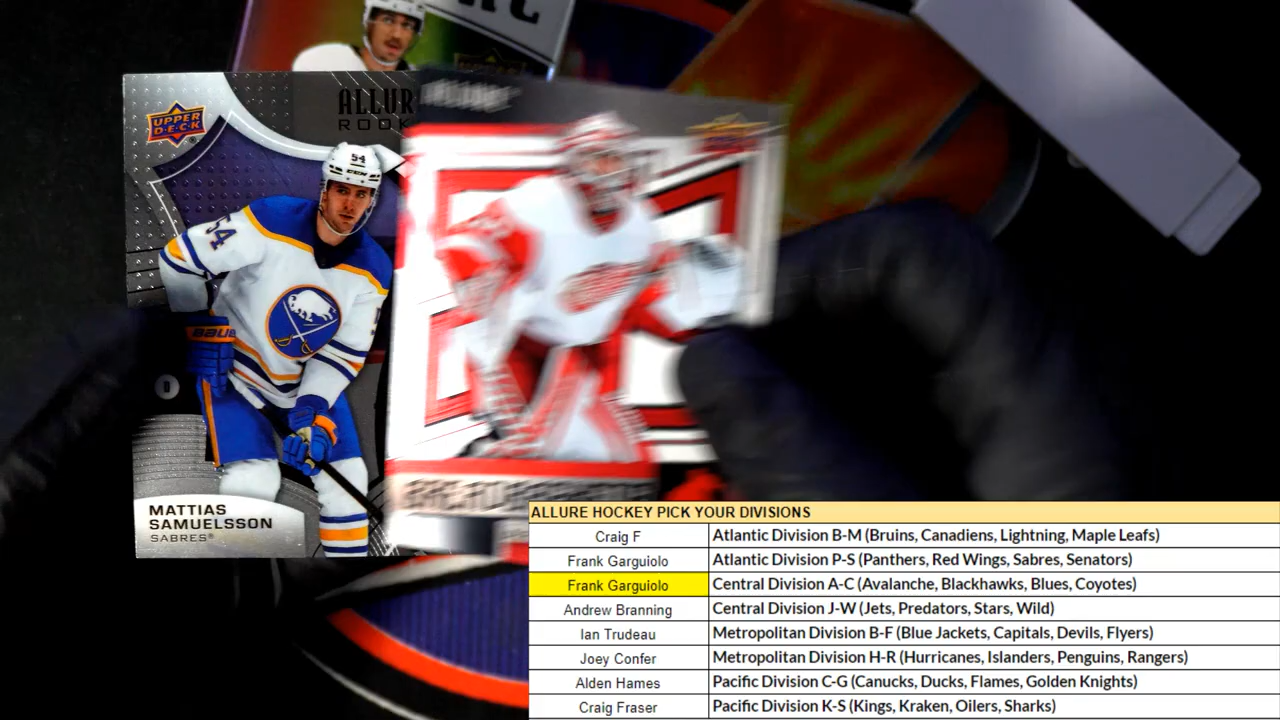 UPPER
D.E.C.K
ALLUR
ROOK
54
CCM
54
BAUER
MATTIAS
SAMUELSSON
SABRES
ALLURE HOCKEY PICK YOUR DIVISIONS
Craig F Atlantic Division B-M (Bruins, Canadiens, Lightning, Maple Leafs)
Frank Garguiolo Atlantic Division P-S (Panthers, Red Wings, Sabres, Senators)
Frank Garguiolo Central Division A-C (Avalanche, Blackhawks, Blues, Coyotes)
Andrew Branning Central Division J-W (Jets, Predators, Stars, Wild)
Ian Trudeau Metropolitan Division B-F (Blue Jackets, Capitals, Devils, Flyers)
Joey Confer Metropolitan Division H-R (Hurricanes, Islanders, Penguins, Rangers)
Alden Hames Pacific Division C-G (Canucks, Ducks, Flames, Golden Knights)
Craig Fraser Pacific Division K-S (Kings, Kraken, Oilers, Sharks)